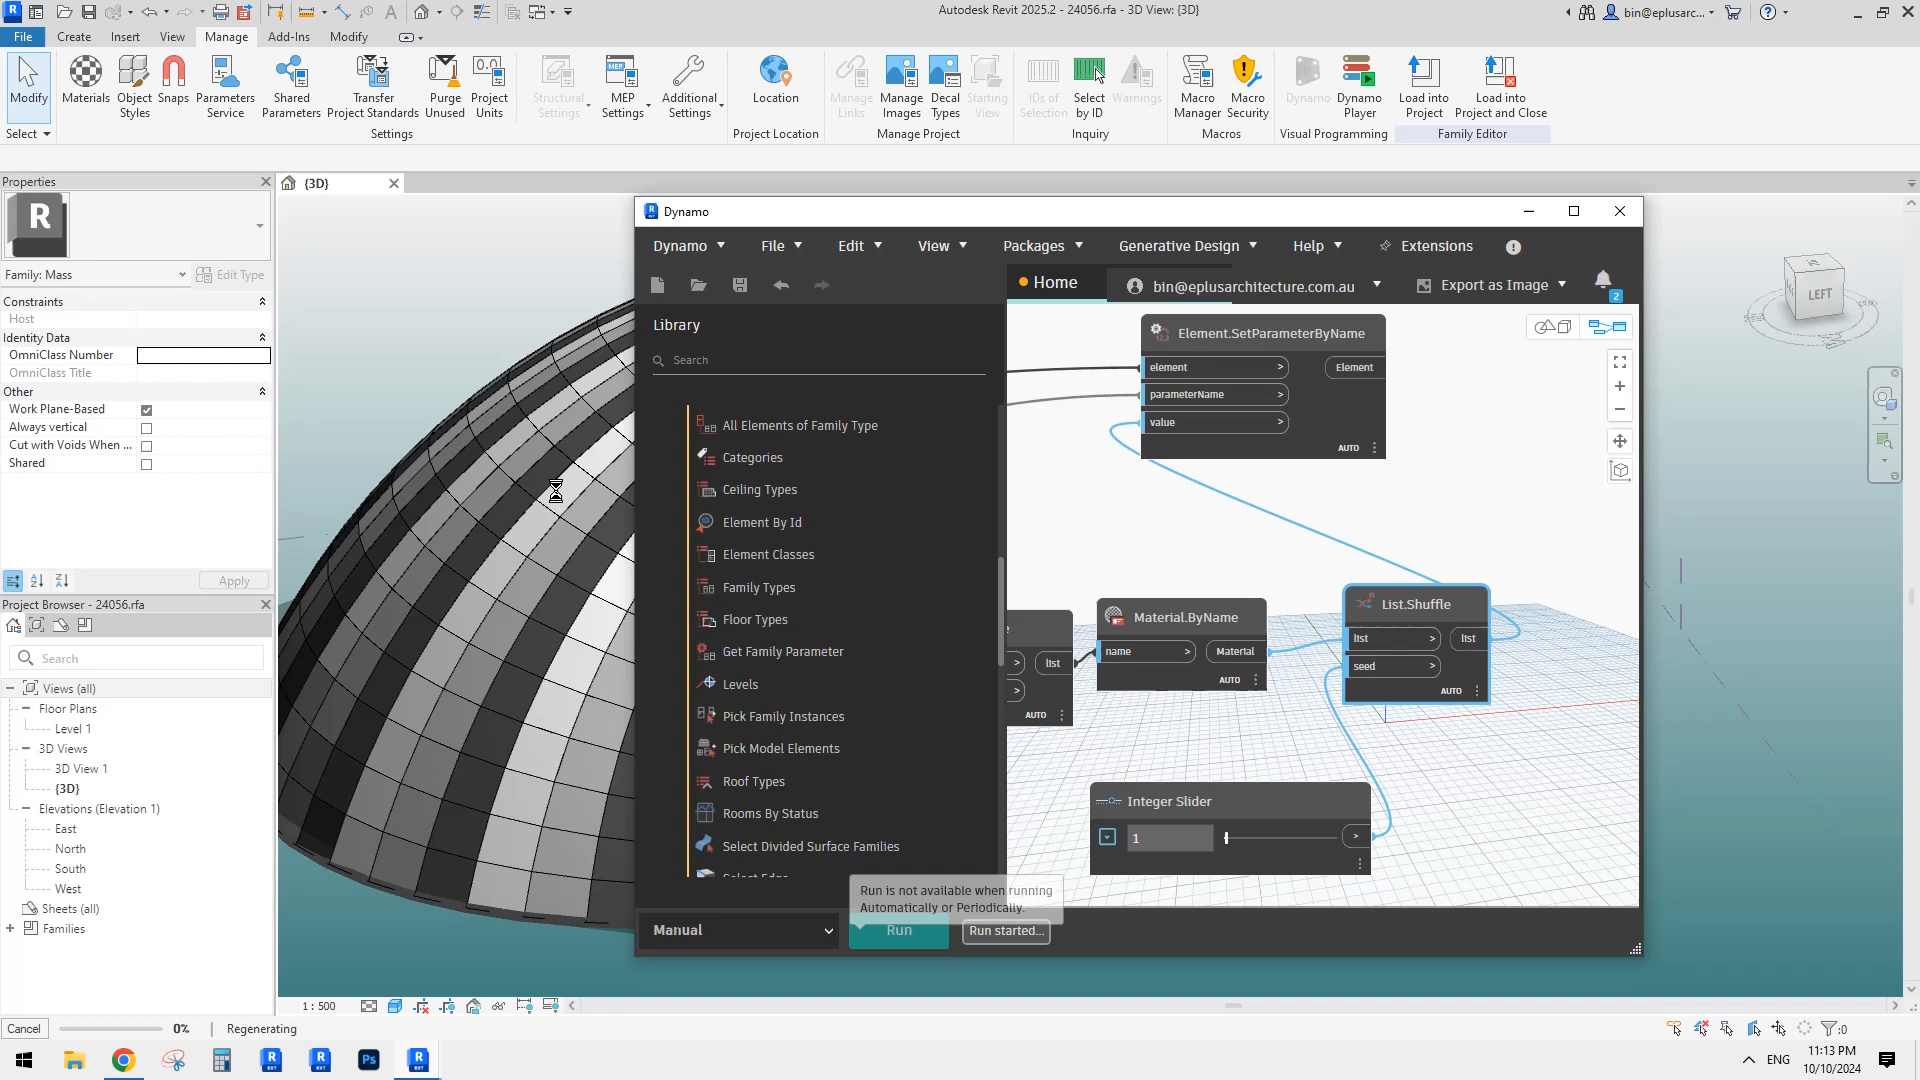 Autodesk Revit 2025.2 - 24056.rfa - 3D View: {3D}
bin@eplusarc...
File
Create
Insert
View
Manage
Add-Ins
Modify
Modify
Materials
Object
Styles
Snaps
Parameters
Service
Shared
Parameters
Transfer
Project Standards
Purge
Unused
Project
Units
Structural
Settings
MEP
Settings
Additional
Settings
Location
Manage
Links
Manage
Images
Decal
Types
Starting
View
IDs of
Selection
Select
by ID
Warnings
Macro
Manager
Macro
Security
Dynamo
Dynamo
Player
Load into
Project
Load into
Project and Close
Select
Settings
Project Location
Manage Project
Inquiry
Macros
Visual Programming
Family Editor
Properties
{3D}
R
Family: Mass
Edit Type
Constraints
Host
Identity Data
OmniClass Number
OmniClass Title
Other
Work Plane-Based
Always vertical
Cut with Voids When ...
Shared
Apply
Project Browser - 24056.rfa
Search
Views (all)
Floor Plans
Level 1
3D Views
3D View 1
{3D}
Elevations (Elevation 1)
East
North
South
West
Sheets (all)
Families
LEFT
Dynamo
Dynamo
File
Edit
View
Packages
Generative Design
Help
Extensions
Home
bin@eplusarchitecture.com.au
Export as Image
2
Library
Search
All Elements of Family Type
Categories
Ceiling Types
Element By Id
Element Classes
Family Types
Floor Types
Get Family Parameter
Levels
Pick Family Instances
Pick Model Elements
Roof Types
Rooms By Status
Select Divided Surface Families
Select Edge
Element.SetParameterByName
element >
Element
parameterName >
value >
AUTO
e
>
list
>
AUTO
Material.ByName
name >
Material
AUTO
List.Shuffle
list >
list
seed >
AUTO
Integer Slider
1
>
Run is not available when running
Automatically or Periodically.
Manual
Run
Run started...
1 : 500
Cancel
0%
Regenerating
:0
Ps
ENG
11:13 PM
10/10/2024